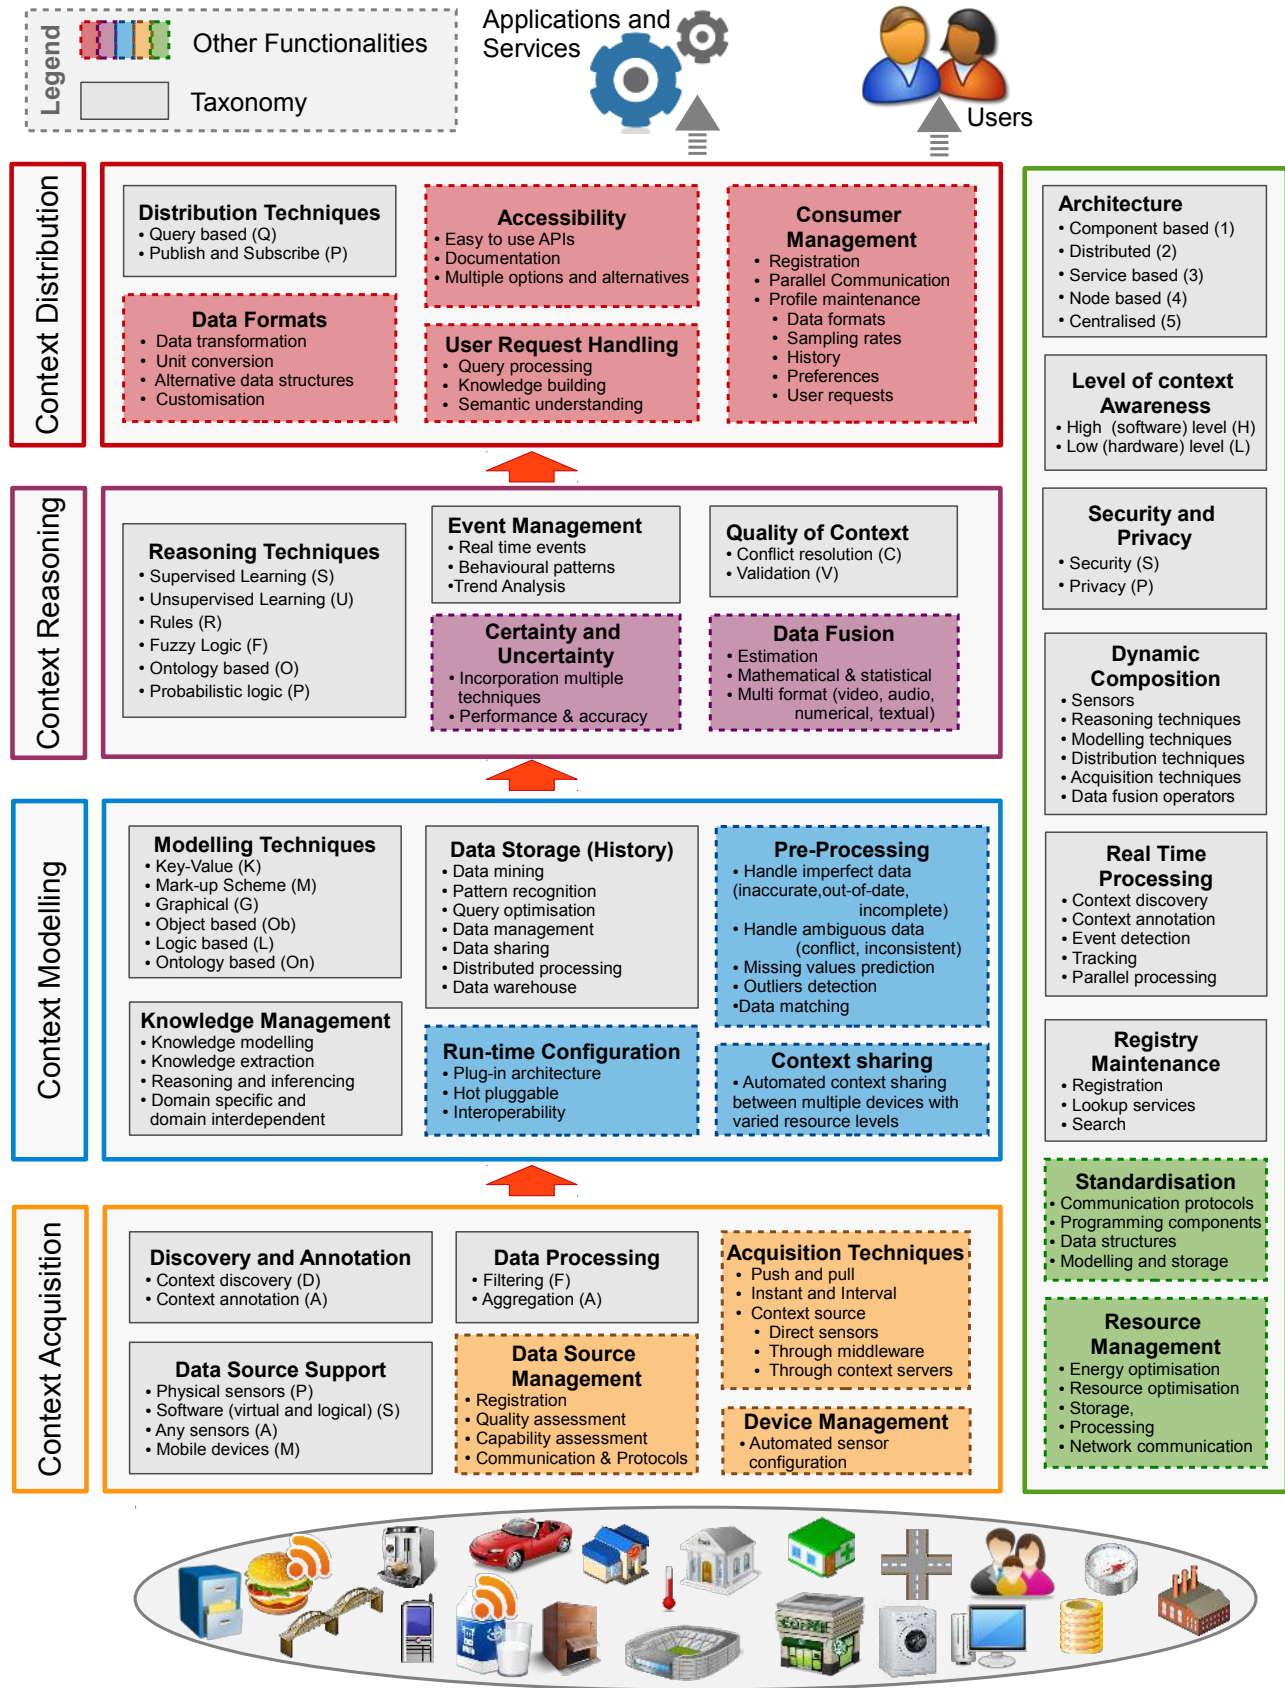 Legend
Other Functionalities
Taxonomy
Applications and
Services
Users
Context Distribution
Distribution Techniques
• Query based (Q)
• Publish and Subscribe (P)
Data Formats
• Data transformation
• Unit conversion
• Alternative data structures
• Customisation
Accessibility
• Easy to use APIs
• Documentation
• Multiple options and alternatives
User Request Handling
• Query processing
• Knowledge building
• Semantic understanding
Consumer
Management
• Registration
• Parallel Communication
• Profile maintenance
• Data formats
• Sampling rates
• History
• Preferences
• User requests
Context Reasoning
Reasoning Techniques
• Supervised Learning (S)
• Unsupervised Learning (U)
• Rules (R)
• Fuzzy Logic (F)
• Ontology based (O)
• Probabilistic logic (P)
Event Management
• Real time events
• Behavioural patterns
•Trend Analysis
Certainty and
Uncertainty
• Incorporation multiple
techniques
• Performance & accuracy
Quality of Context
• Conflict resolution (C)
• Validation (V)
Data Fusion
• Estimation
• Mathematical & statistical
• Multi format (video, audio,
numerical, textual)
Context Modelling
Modelling Techniques
• Key-Value (K)
• Mark-up Scheme (M)
• Graphical (G)
• Object based (Ob)
• Logic based (L)
• Ontology based (On)
Knowledge Management
• Knowledge modelling
• Knowledge extraction
• Reasoning and inferencing
• Domain specific and
domain interdependent
Data Storage (History)
• Data mining
• Pattern recognition
• Query optimisation
• Data management
• Data sharing
• Distributed processing
• Data warehouse
Run-time Configuration
• Plug-in architecture
• Hot pluggable
• Interoperability
Pre-Processing
• Handle imperfect data
(inaccurate,out-of-date,
incomplete)
• Handle ambiguous data
(conflict, inconsistent)
• Missing values prediction
• Outliers detection
•Data matching
Context sharing
• Automated context sharing
between multiple devices with
varied resource levels
Context Acquisition
Discovery and Annotation
• Context discovery (D)
• Context annotation (A)
Data Source Support
• Physical sensors (P)
• Software (virtual and logical) (S)
• Any sensors (A)
• Mobile devices (M)
Data Processing
• Filtering (F)
• Aggregation (A)
Data Source
Management
• Registration
• Quality assessment
• Capability assessment
• Communication & Protocols
Acquisition Techniques
• Push and pull
• Instant and Interval
• Context source
• Direct sensors
• Through middleware
• Through context servers
Device Management
• Automated sensor
configuration
Architecture
• Component based (1)
• Distributed (2)
• Service based (3)
• Node based (4)
• Centralised (5)
Level of context
Awareness
• High (software) level (H)
• Low (hardware) level (L)
Security and
Privacy
• Security (S)
• Privacy (P)
Dynamic
Composition
• Sensors
• Reasoning techniques
• Modelling techniques
• Distribution techniques
• Acquisition techniques
• Data fusion operators
Real Time
Processing
• Context discovery
• Context annotation
• Event detection
• Tracking
• Parallel processing
Registry
Maintenance
• Registration
• Lookup services
• Search
Standardisation
• Communication protocols
• Programming components
• Data structures
• Modelling and storage
Resource
Management
• Energy optimisation
• Resource optimisation
• Storage,
• Processing
• Network communication